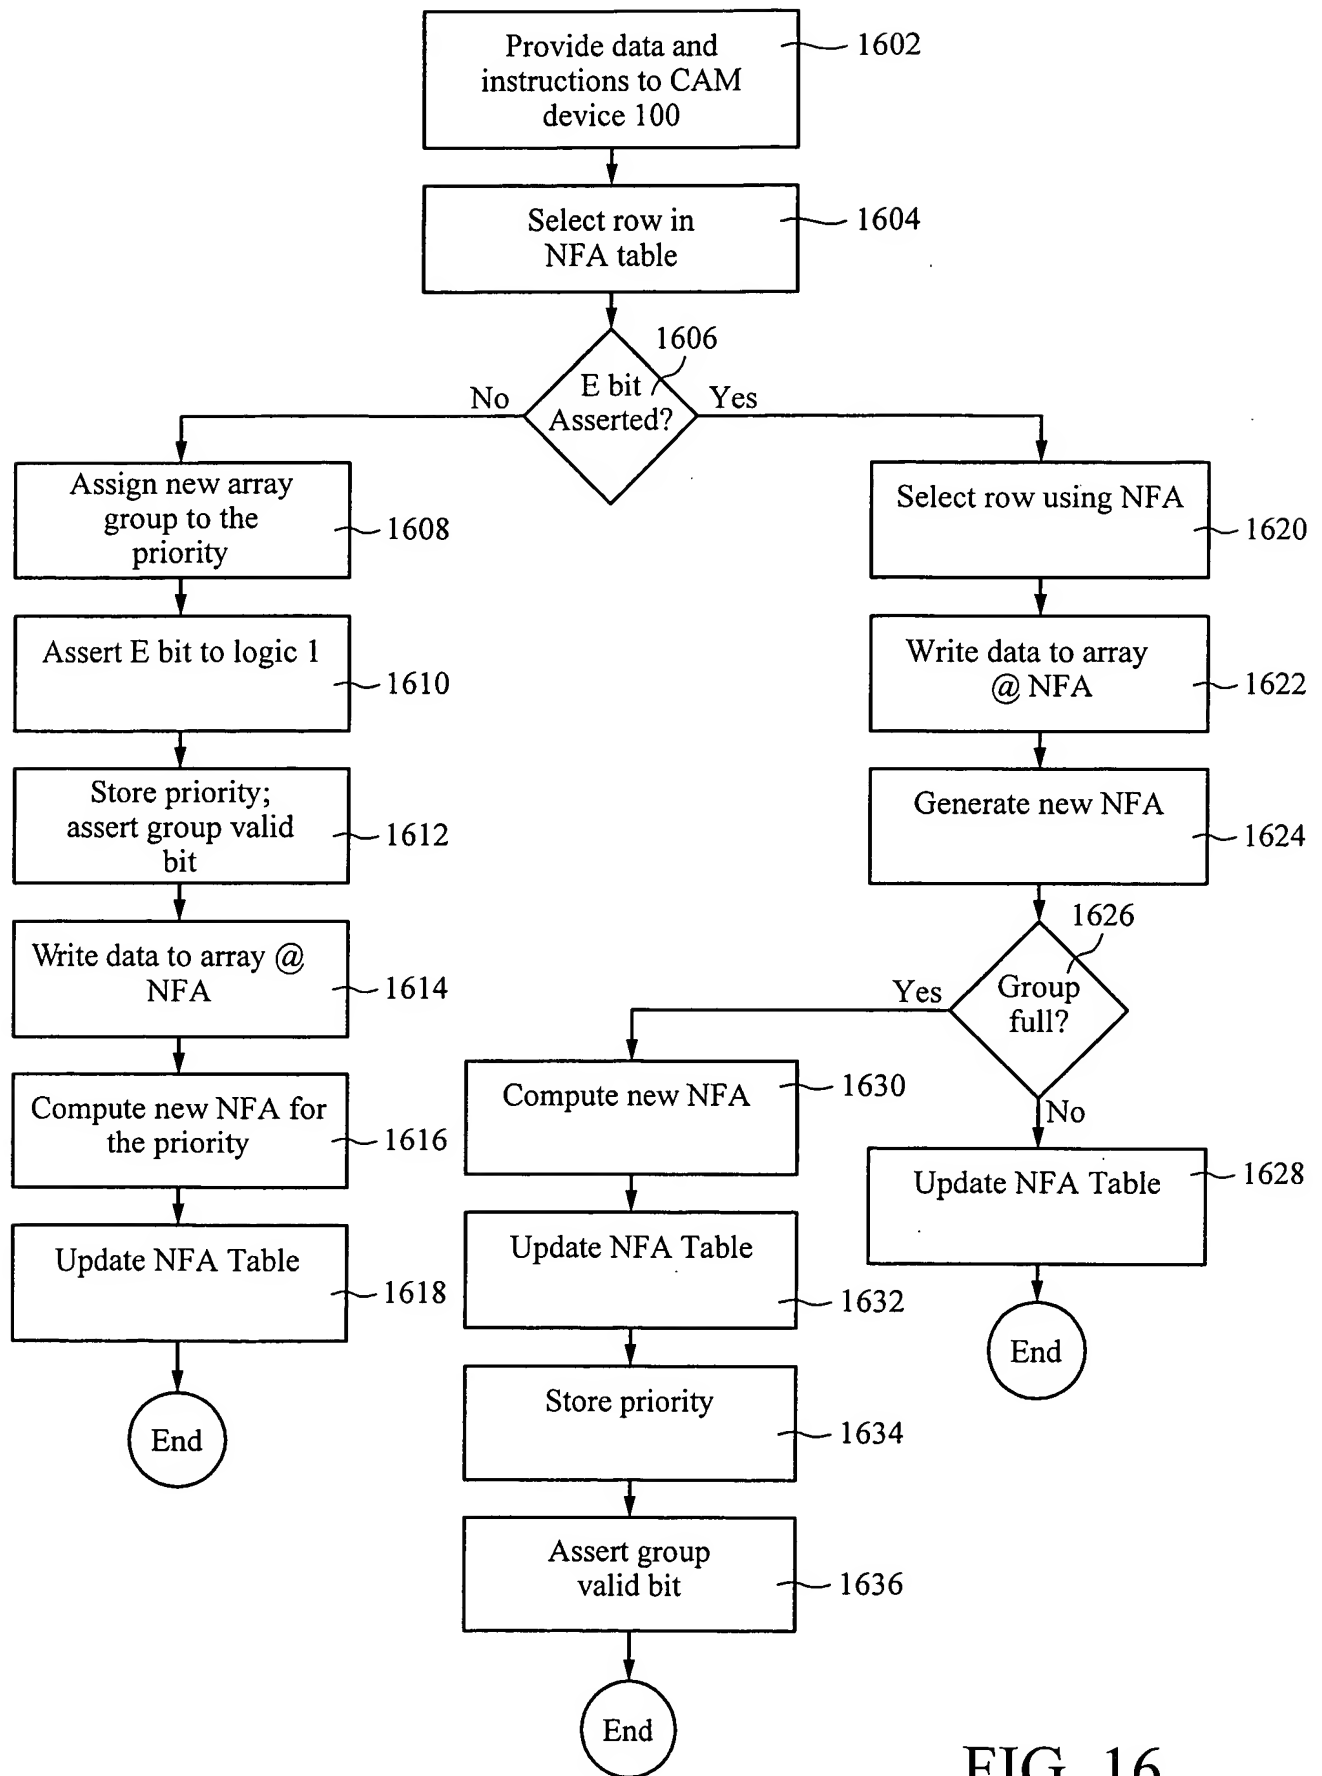 Provide data and
instructions to CAM
device 100
1602
Select row in
NFA table
1604
1606
E bit
Asserted?
No
Yes
Assign new array
group to the
priority
1608
Assert E bit to logic 1
1610
Store priority;
assert group valid
bit
1612
Write data to array @
NFA
1614
Compute new NFA for
the priority
1616
Update NFA Table
1618
End
Select row using NFA
1620
Write data to array
@ NFA
1622
Generate new NFA
1624
1626
Group
full?
Yes
No
Compute new NFA
1630
Update NFA Table
1632
Store priority
1634
Assert group
valid bit
1636
End
Update NFA Table
1628
End
FIG. 16